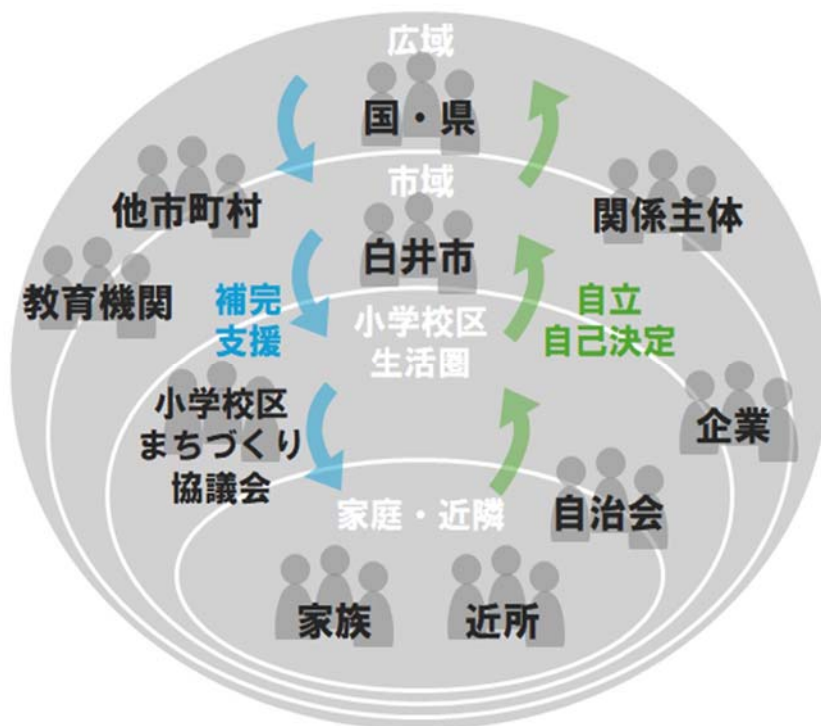 広域
国・県
他市町村
市域
関係主体
白井市
教育機関
補完
支援
小学校区
生活圏
自立
自己決定
小学校区
まちづくり
協議会
企業
家庭・近隣
自治会
家族
近所